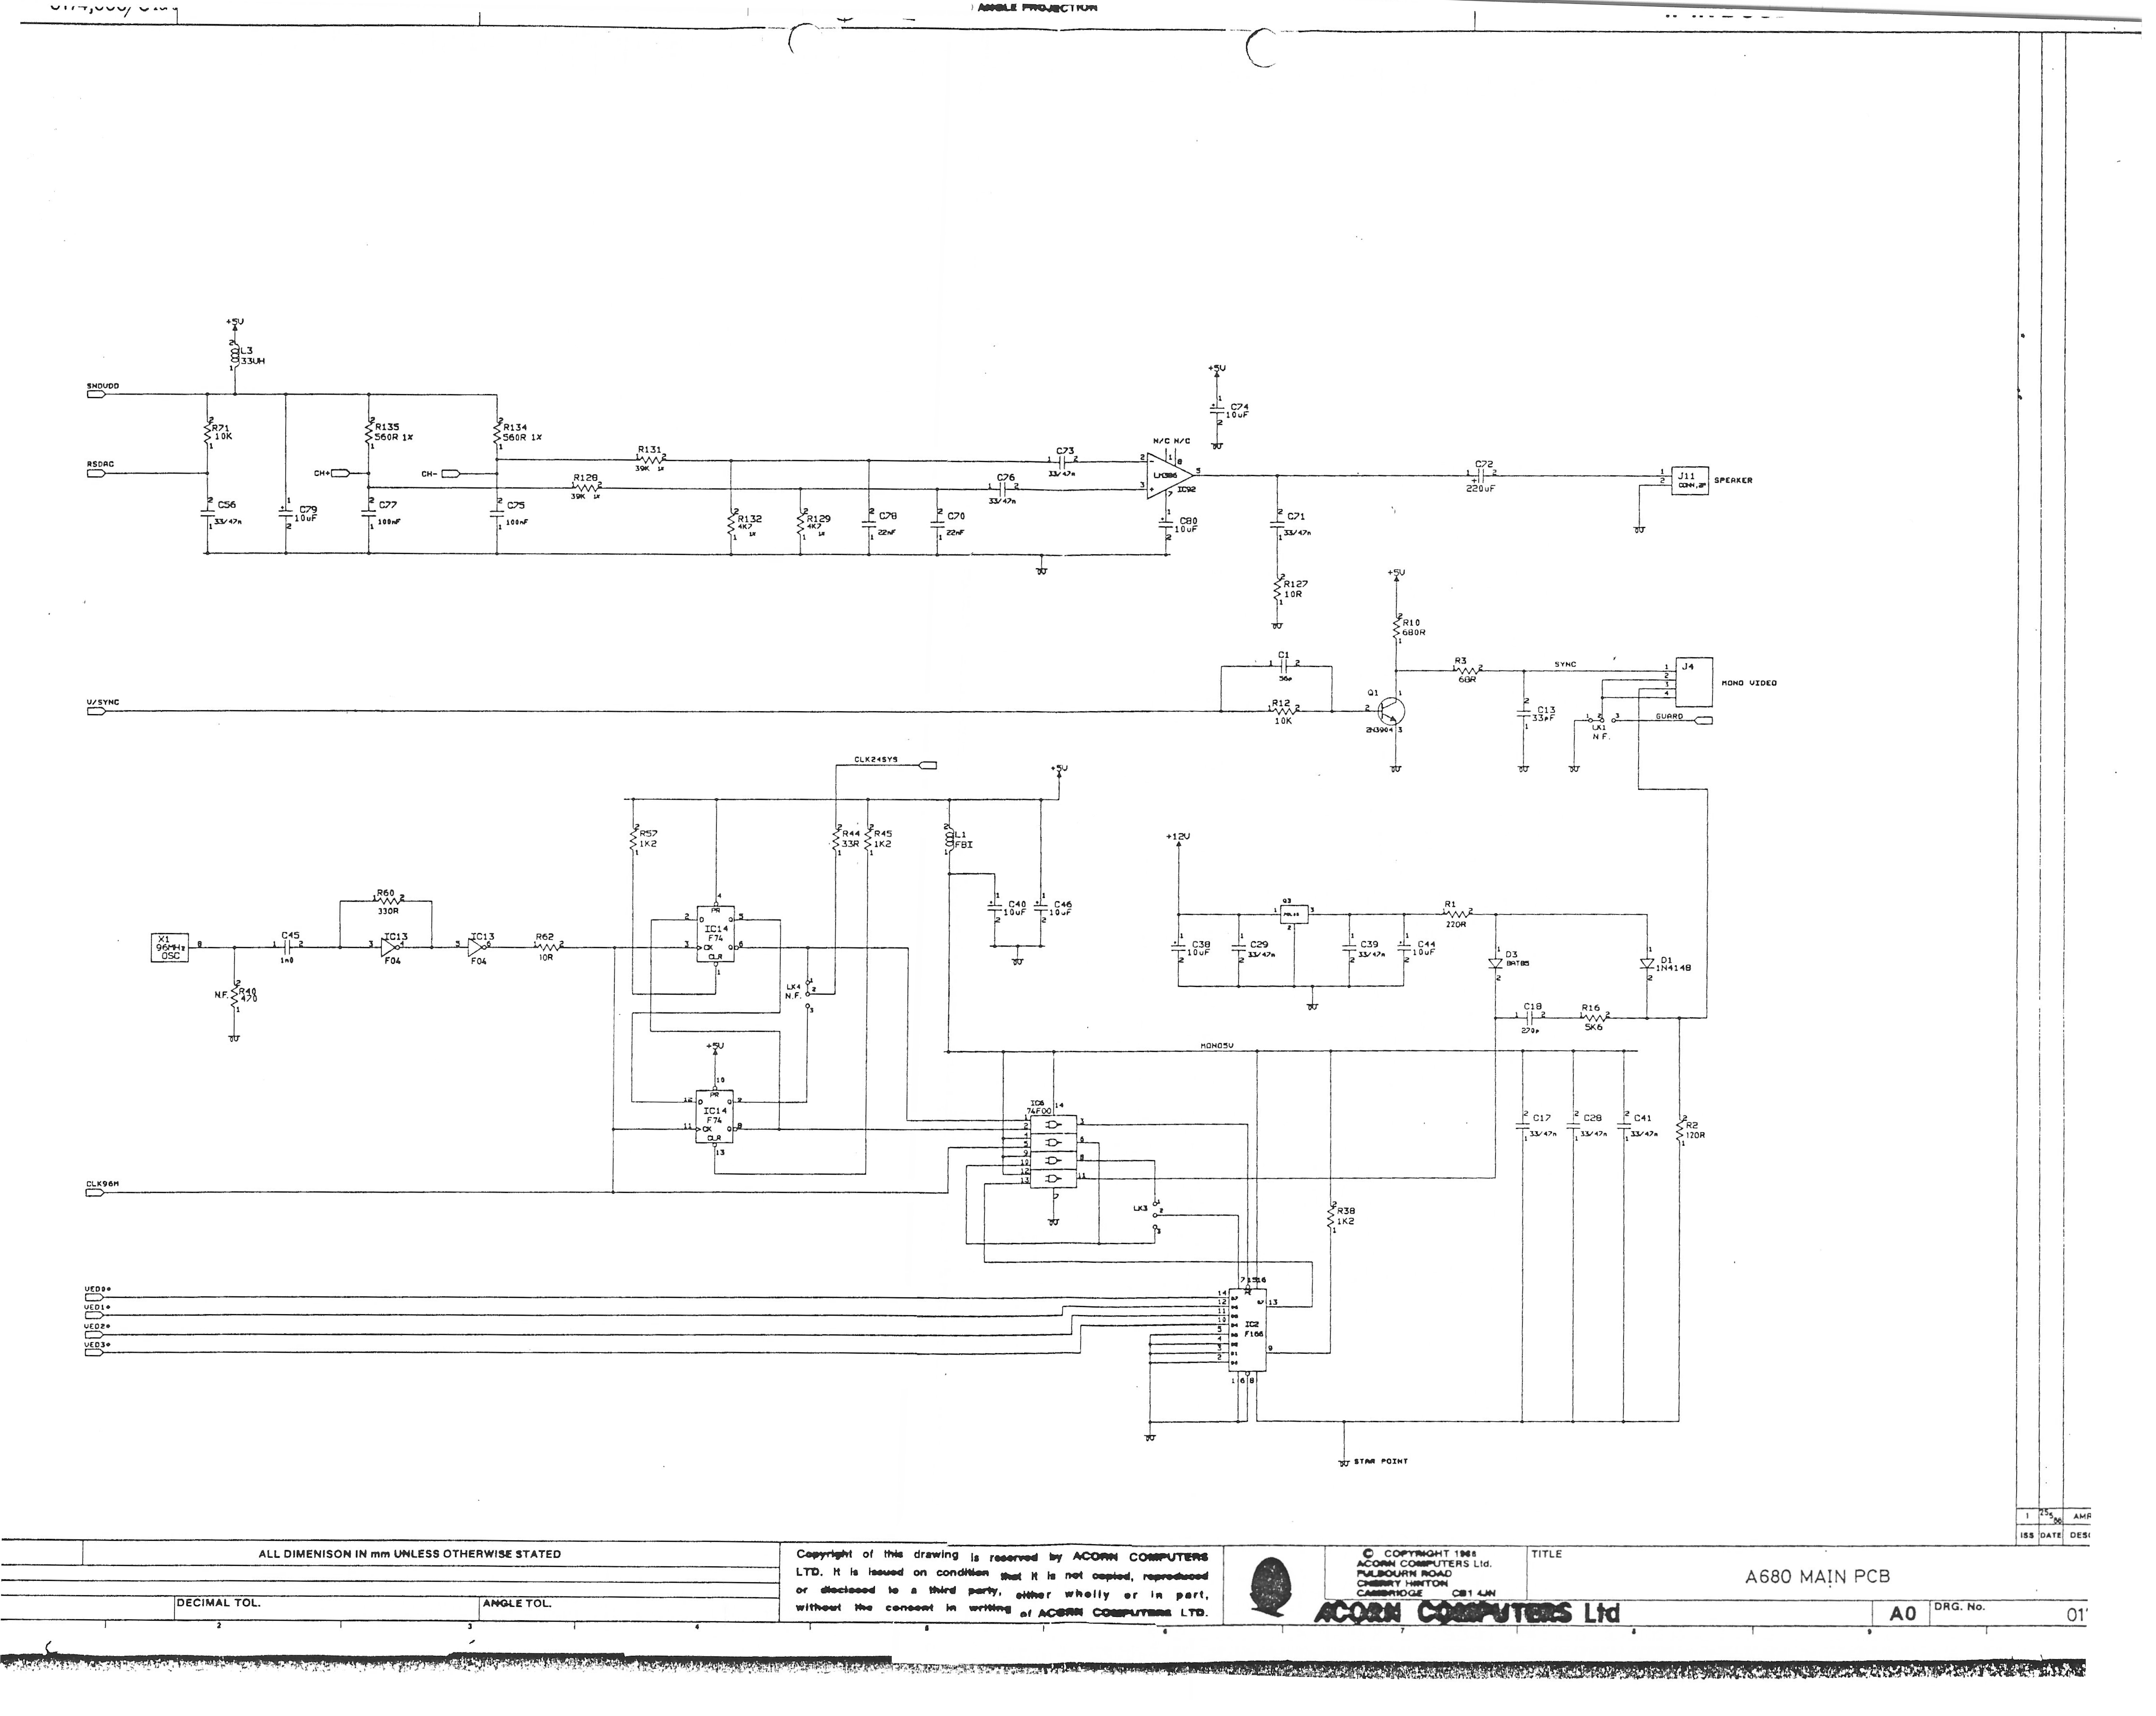 ANGLE PROJECTION
+5V
L3
33UH
SNDVDD
R71
10K
R135
560R 1%
R134
560R 1%
RSDAC
CH+
CH-
R131
39K 1%
R128
39K 1%
C56
33/47n
C79
10uF
C77
100nF
C75
100nF
R132
4K7
1%
R129
4K7
1%
C78
22nF
C70
22nF
C73
33/47n
C76
33/47n
+5V
C74
10uF
N/C N/C
LM386
IC92
C80
10uF
C71
33/47n
R127
10R
C72
220uF
J11
CONN,2P
SPEAKER
+5V
R10
680R
V/SYNC
C1
56p
R12
10K
Q1
2N3904
R3
68R
SYNC
C13
33pF
J4
MONO VIDEO
LK1
N.F.
GUARD
CLK24SYS
+5V
R57
1K2
R44
33R
R45
1K2
L1
FBI
C40
10uF
C46
10uF
X1
96MHz
OSC
N.F.
R40
470
C45
1n0
R60
330R
IC13
F04
IC13
F04
R62
10R
PR
D Q
IC14
F74
CK Q
CLR
LK4
N.F.
+5V
PR
D Q
IC14
F74
CK Q
CLR
+12V
C38
10uF
C29
33/47n
Q3
C39
33/47n
C44
10uF
R1
220R
D3
BAT85
D1
1N4148
C18
270p
R16
5K6
MONO5V
IC6
74F00
LK3
R38
1K2
C17
33/47n
C28
33/47n
C41
33/47n
R2
120R
CLK96M
VED0*
VED1*
VED2*
VED3*
IC2
F166
STAR POINT
1
ISS DATE
ALL DIMENISON IN mm UNLESS OTHERWISE STATED
DECIMAL TOL.
ANGLE TOL.
Copyright of this drawing is reserved by ACORN COMPUTERS
LTD. It is issued on condition that it is not copied, reproduced
or disclosed to a third party, either wholly or in part,
without the consent in writing of ACORN COMPUTERS LTD.
© COPYRIGHT
ACORN COMPUTERS Ltd.
FULBOURN ROAD
CHERRY HINTON
CAMBRIDGE CB1 4JN
ACORN COMPUTERS Ltd
TITLE
A680 MAIN PCB
A0
DRG. No.
2 3 4 5 6 7 8 9